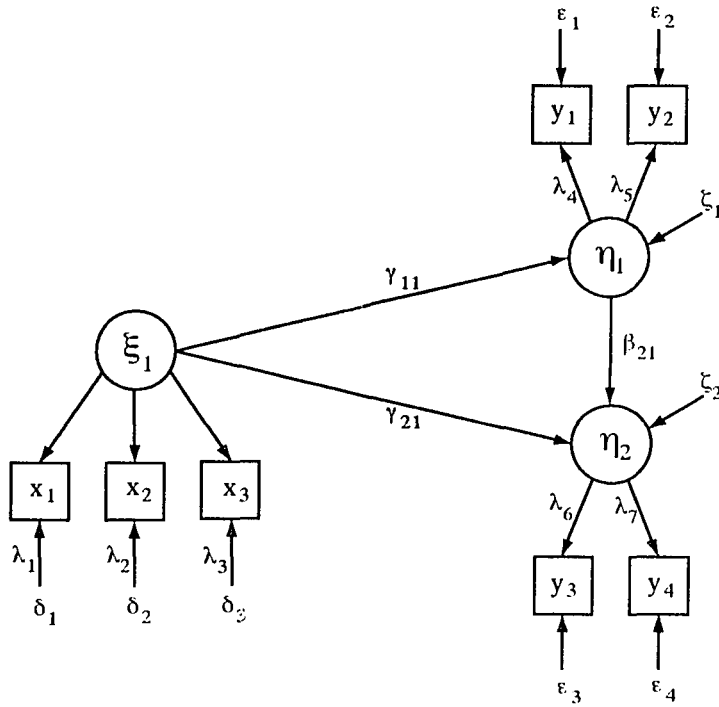 ε₁ ε₂
y₁ y₂
λ₄ λ₅
ζ₁
η₁
γ₁₁
ξ₁
β₂₁
γ₂₁
ζ₂
η₂
x₁ x₂ x₃
λ₆ λ₇
λ₁ λ₂ λ₃
y₃ y₄
δ₁ δ₂ δ₃
ε₃ ε₄